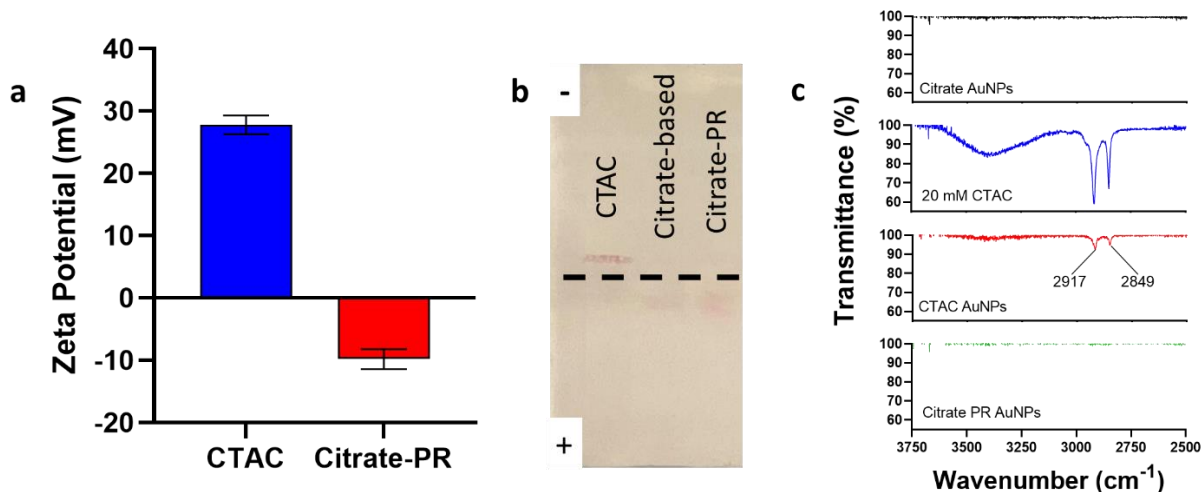 a
Zeta Potential (mV)
40
30
20
10
0
-10
-20
CTAC Citrate-PR
b
-
CTAC
Citrate-based
Citrate-PR
+
c
Transmittance (%)
100
90
80
70
60
Citrate AuNPs
100
90
80
70
60
20 mM CTAC
100
90
80
70
60
2917 2849
CTAC AuNPs
100
90
80
70
60
Citrate PR AuNPs
3750 3500 3250 3000 2750 2500
Wavenumber (cm⁻¹)